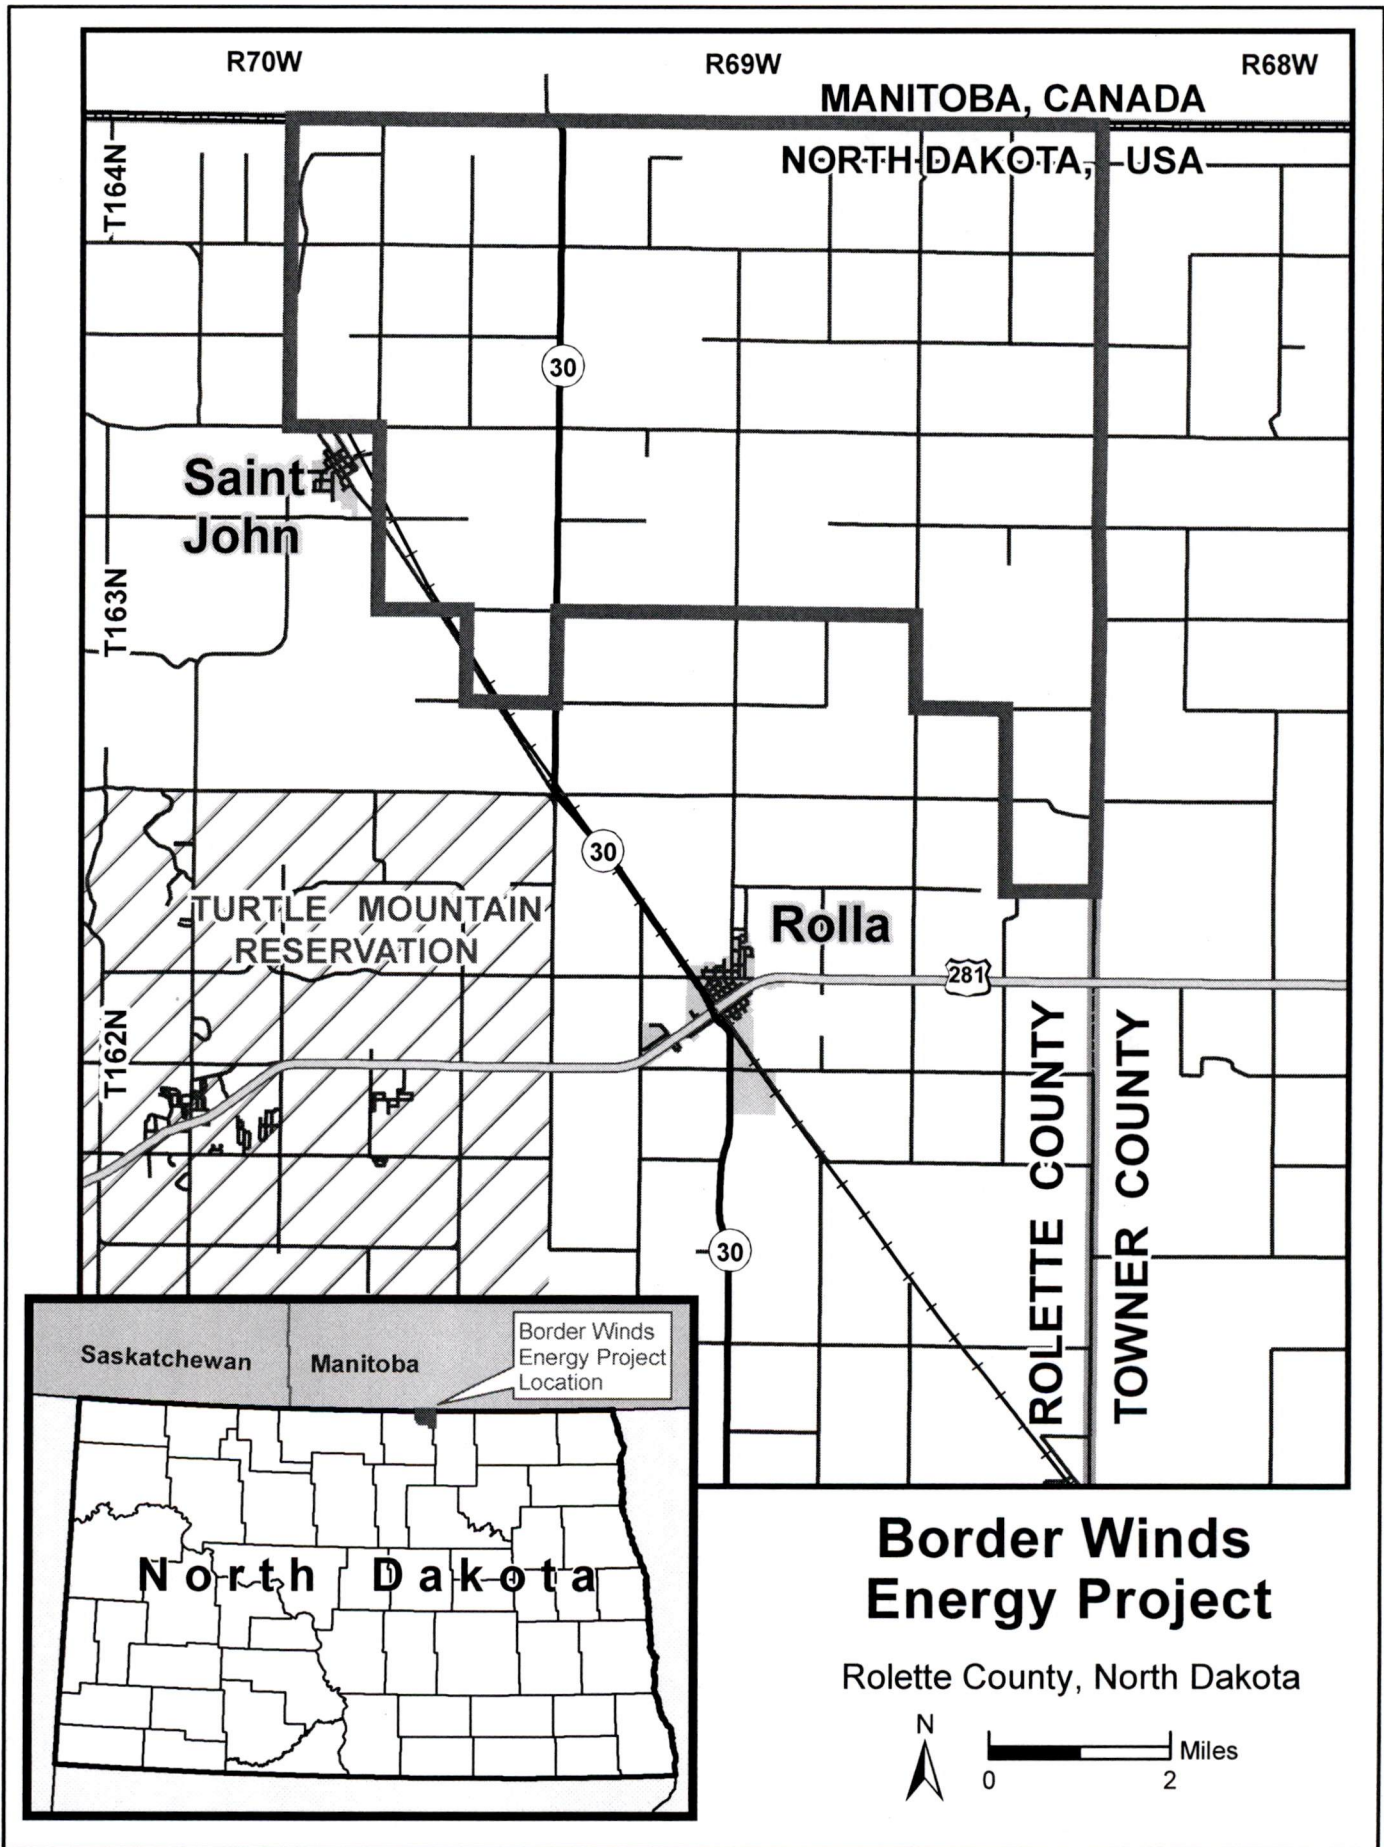 R70W
R69W
R68W
MANITOBA, CANADA
NORTH DAKOTA, USA
T164N
30
Saint
John
T163N
30
TURTLE MOUNTAIN
RESERVATION
Rolla
281
T162N
ROLETTE COUNTY
TOWNER COUNTY
30
Saskatchewan
Manitoba
Border Winds
Energy Project
Location
North Dakota
Border Winds
Energy Project
Rolette County, North Dakota
N
Miles
0
2